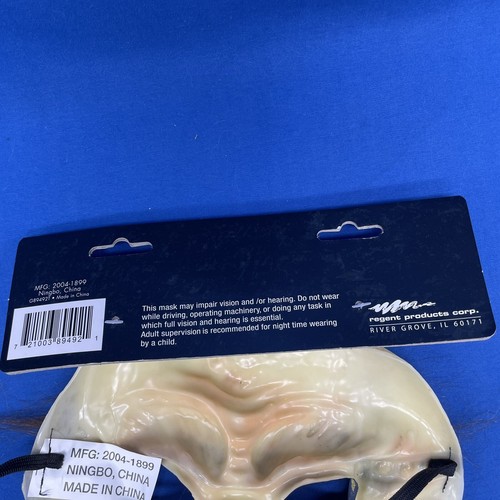 MFG: 2004-1899
Ningbo, China
G89492T • Made in China
7 21003 89492 1
This mask may impair vision and /or hearing. Do not wear
while driving, operating machinery, or doing any task in
which full vision and hearing is essential.
Adult supervision is recommended for night time wearing
by a child.
regent products corp.
RIVER GROVE, IL 60171
MFG: 2004-1899
NINGBO, CHINA
MADE IN CHINA